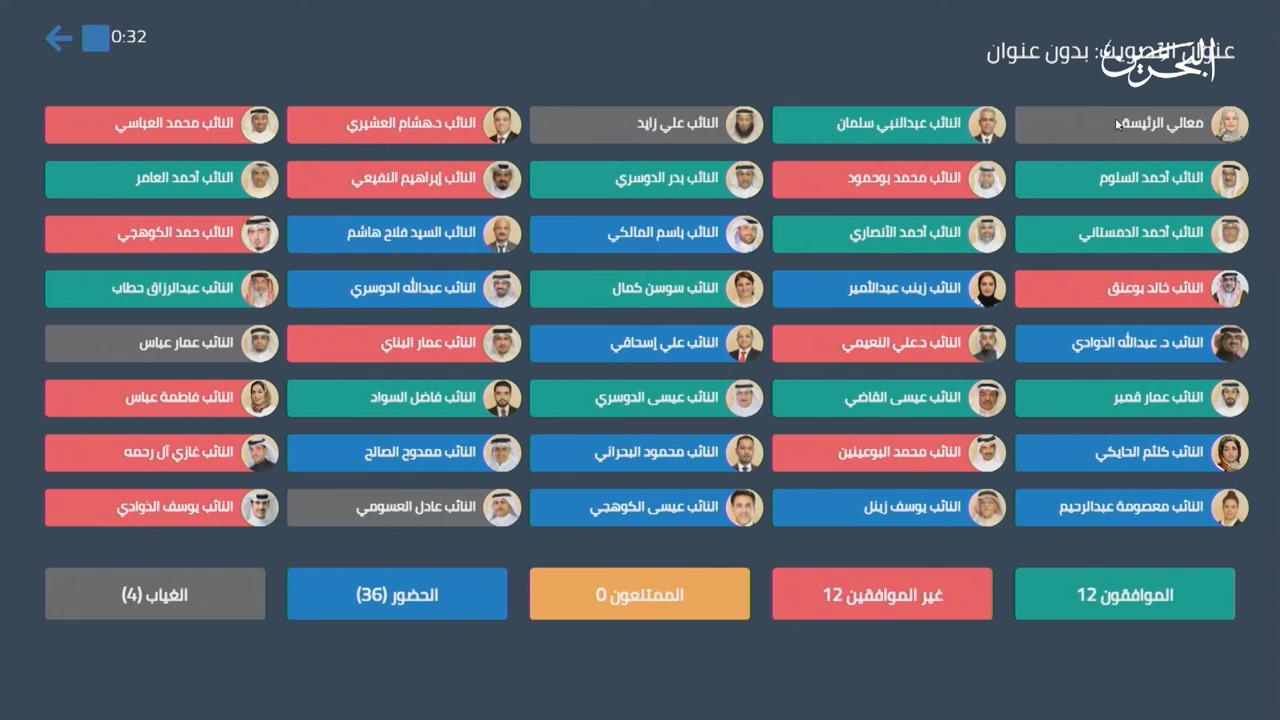 0:32
عنوان التصويت: بدون عنوان
البحرين
معالي الرئيسة
النائب عبدالنبي سلمان
النائب علي زايد
النائب د.هشام العشيري
النائب محمد العباسي
النائب أحمد السلوم
النائب محمد بوحمود
النائب بدر الدوسري
النائب إبراهيم النفيعي
النائب أحمد العامر
النائب أحمد الدمستاني
النائب أحمد الأنصاري
النائب باسم المالكي
النائب السيد فلاح هاشم
النائب حمد الكوهجي
النائب خالد بوعنق
النائب زينب عبدالأمير
النائب سوسن كمال
النائب عبدالله الدوسري
النائب عبدالرزاق حطاب
النائب د. عبدالله الذوادي
النائب د.علي النعيمي
النائب علي إسحاقي
النائب عمار البناي
النائب عمار عباس
النائب عمار قمبر
النائب عيسى القاضي
النائب عيسى الدوسري
النائب فاضل السواد
النائب فاطمة عباس
النائب كلثم الحايكي
النائب محمد البوعينين
النائب محمود البحراني
النائب ممدوح الصالح
النائب غازي آل رحمه
النائب معصومة عبدالرحيم
النائب يوسف زينل
النائب عيسى الكوهجي
النائب عادل العسومي
النائب يوسف الذوادي
الموافقون 12
غير الموافقين 12
الممتنعون 0
الحضور (36)
الغياب (4)